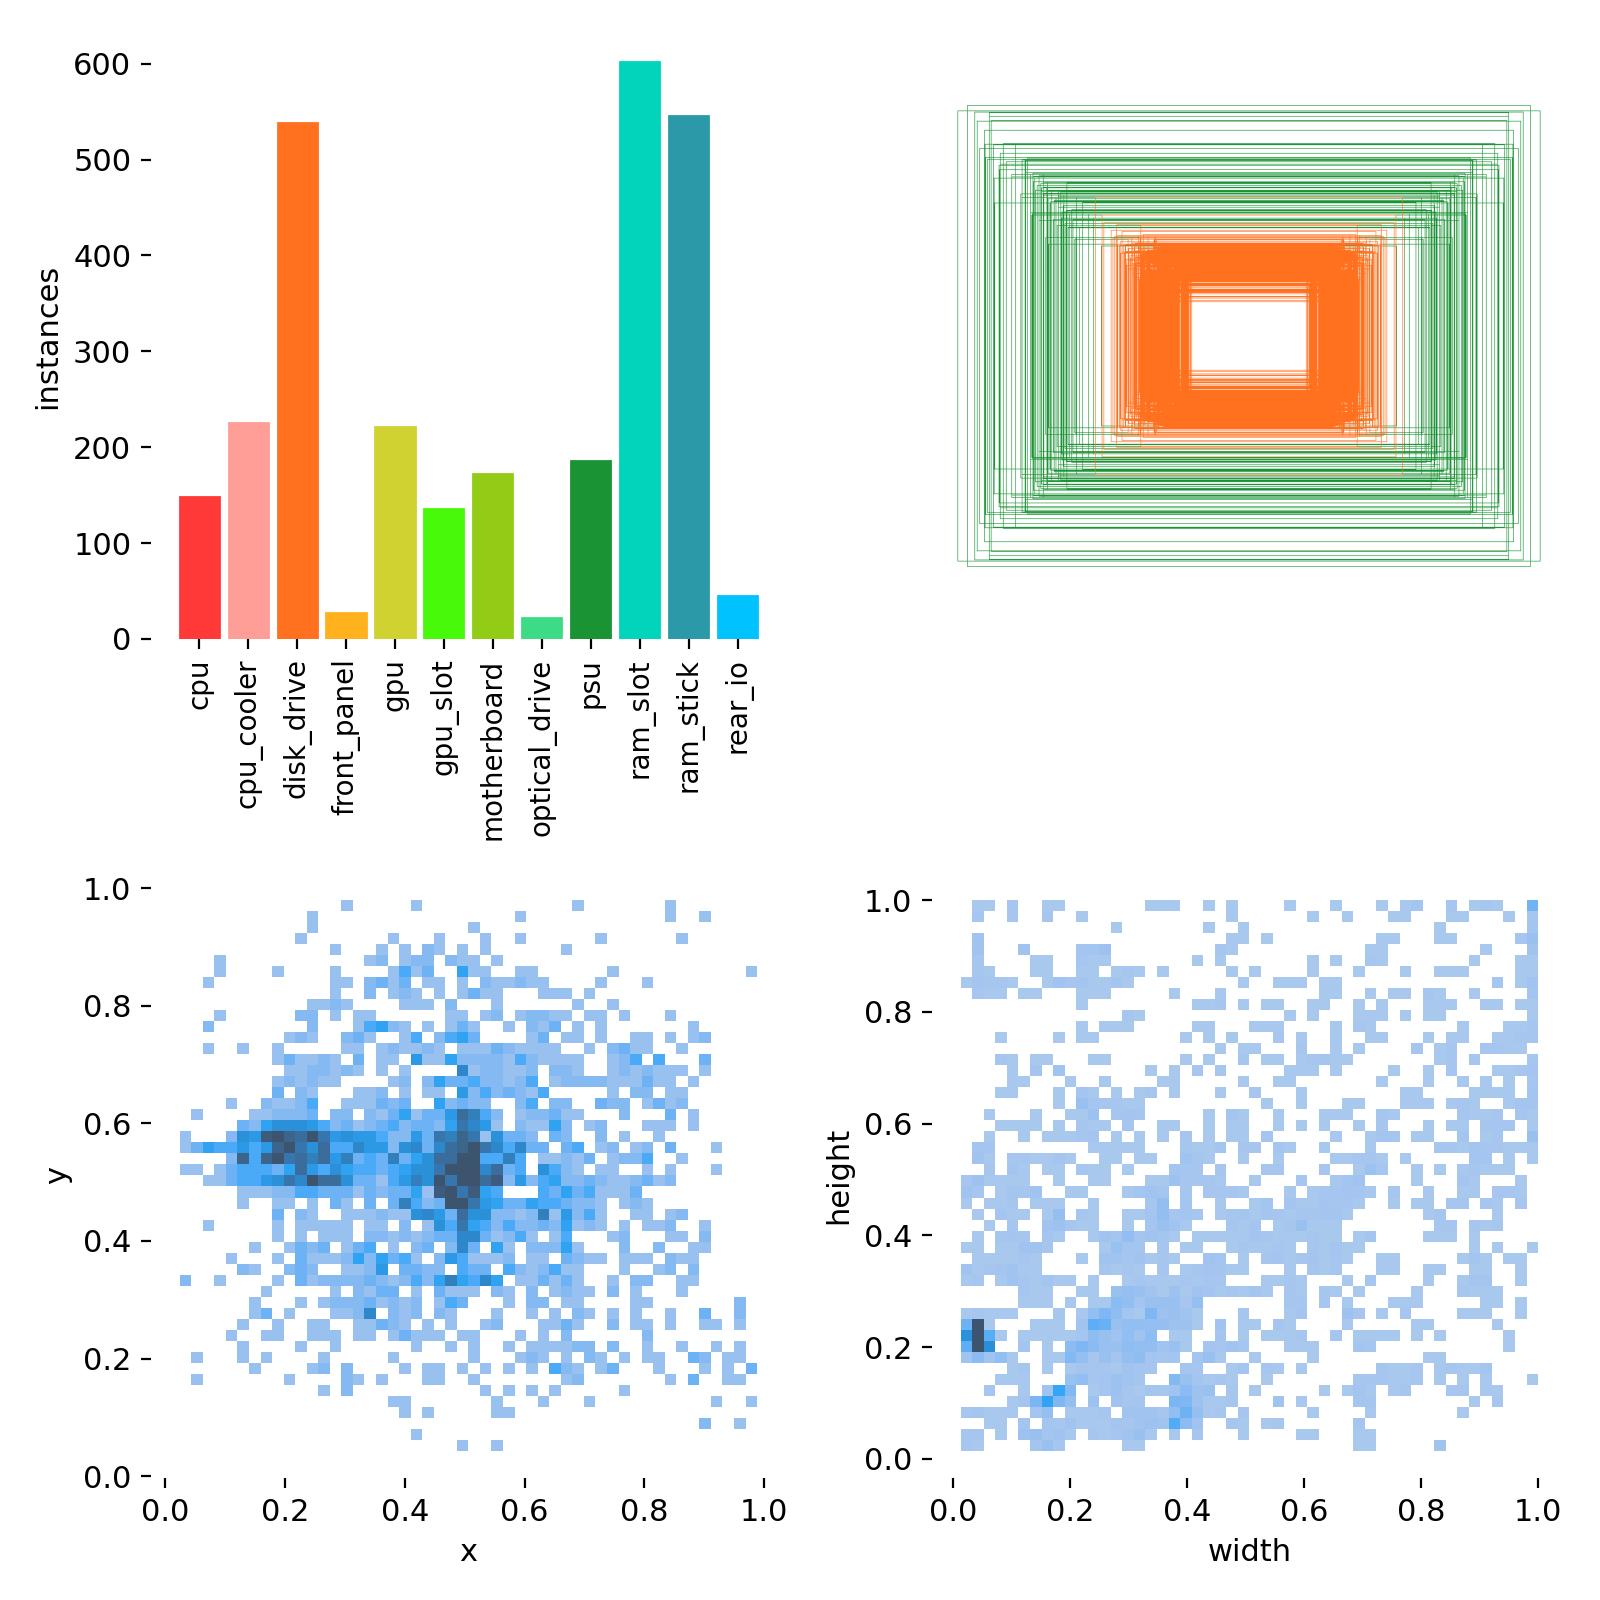 600
500
400
300
200
100
0
instances
cpu
cpu_cooler
disk_drive
front_panel
gpu
gpu_slot
motherboard
optical_drive
psu
ram_slot
ram_stick
rear_io
1.0
0.8
0.6
0.4
0.2
0.0
y
0.0 0.2 0.4 0.6 0.8 1.0
x
1.0
0.8
0.6
0.4
0.2
0.0
height
0.0 0.2 0.4 0.6 0.8 1.0
width